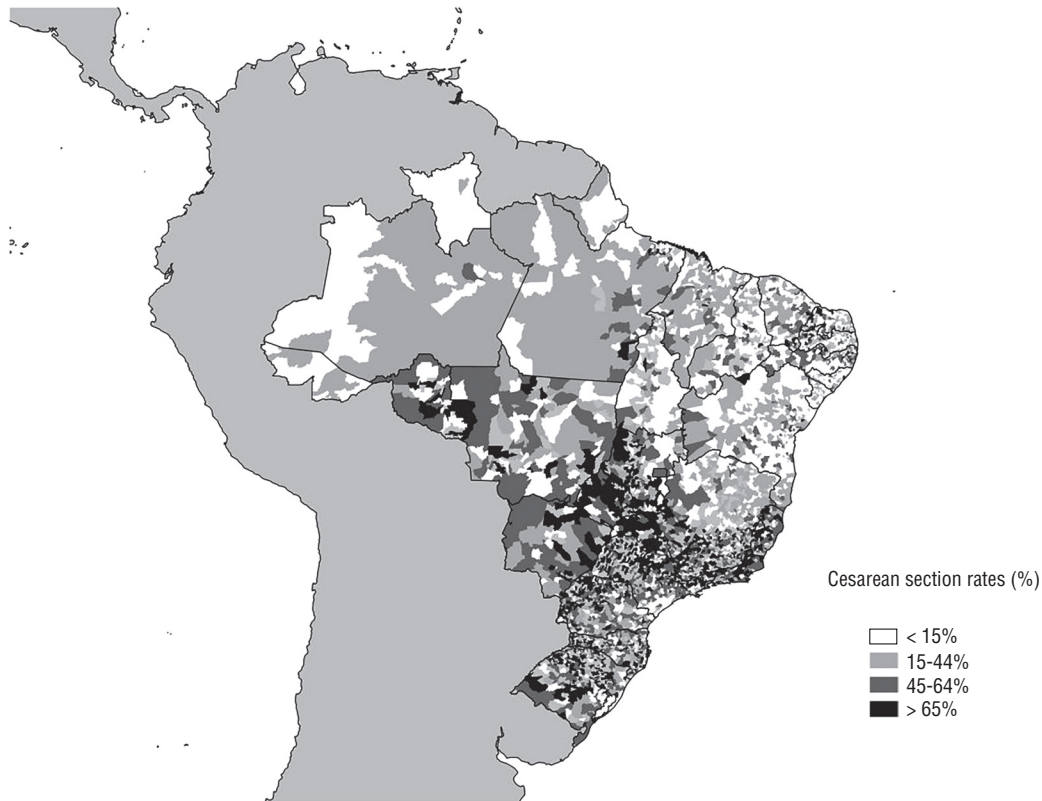 Cesarean section rates (%)
< 15%
15-44%
45-64%
> 65%